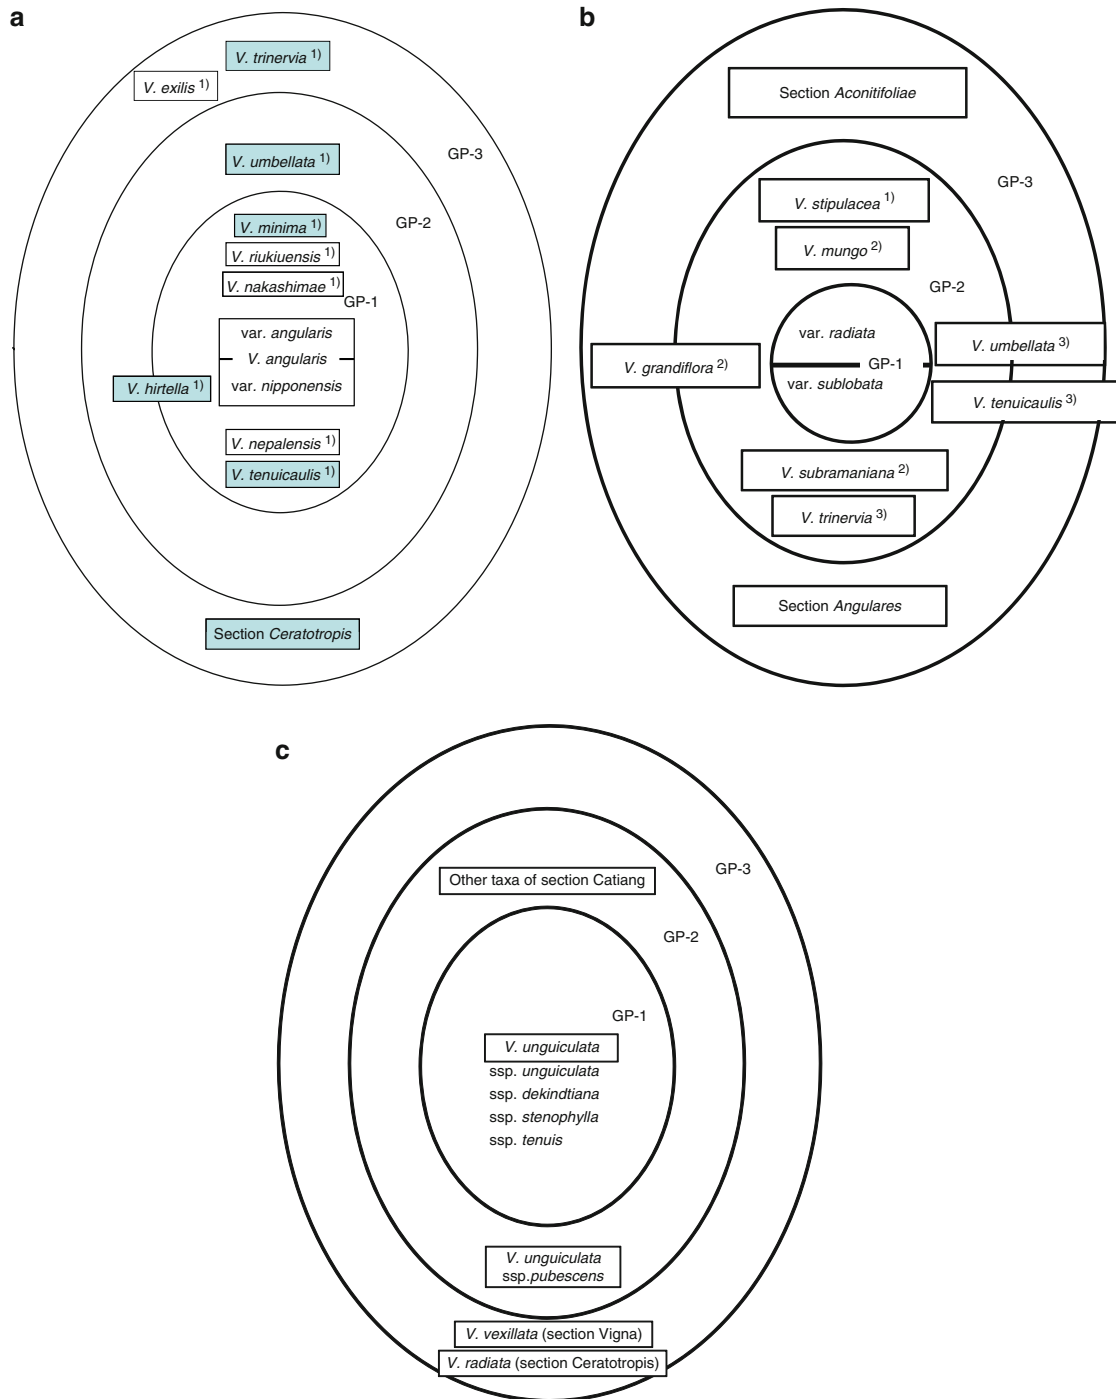 a
V. trinervia 1)
V. exilis 1)
V. umbellata 1)
GP-3
V. minima 1)
GP-2
V. riukiuensis 1)
V. nakashimae 1)
GP-1
var. angularis
V. angularis
var. nipponensis
V. hirtella 1)
V. nepalensis 1)
V. tenuicaulis 1)
Section Ceratotropis
b
Section Aconitifoliae
GP-3
V. stipulacea 1)
V. mungo 2)
GP-2
var. radiata
V. umbellata 3)
V. grandiflora 2)
GP-1
var. sublobata
V. tenuicaulis 3)
V. subramaniana 2)
V. trinervia 3)
Section Angulares
c
GP-3
Other taxa of section Catiang
GP-2
GP-1
V. unguiculata
ssp. unguiculata
ssp. dekindtiana
ssp. stenophylla
ssp. tenuis
V. unguiculata
ssp.pubescens
V. vexillata (section Vigna)
V. radiata (section Ceratotropis)